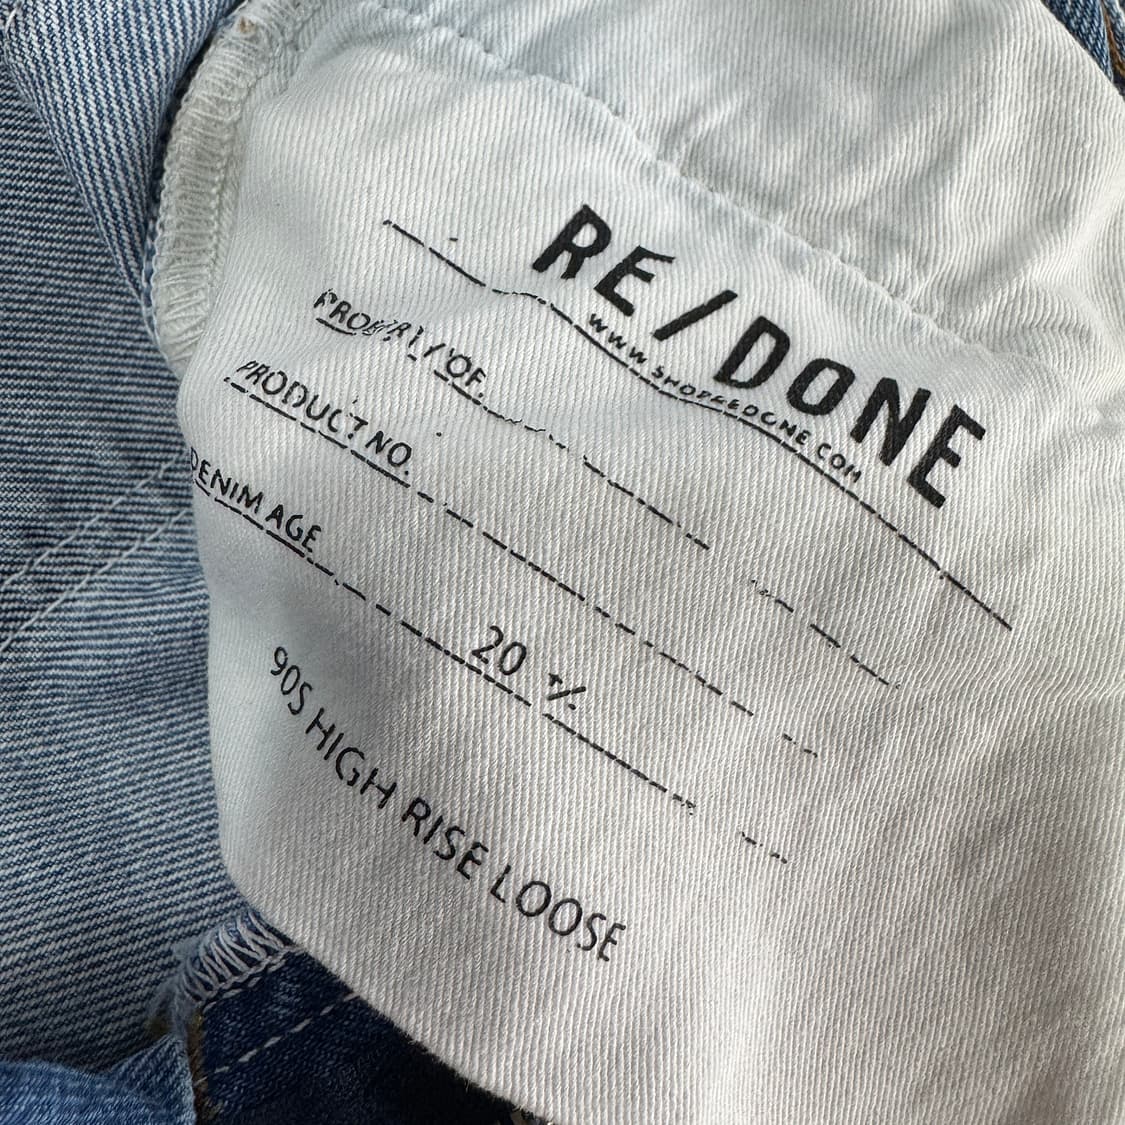 RE/DONE
WWW.SHOPREDONE.COM
PROPERTY OF.
PRODUCT NO.
DENIM AGE
20 +/-
90S HIGH RISE LOOSE